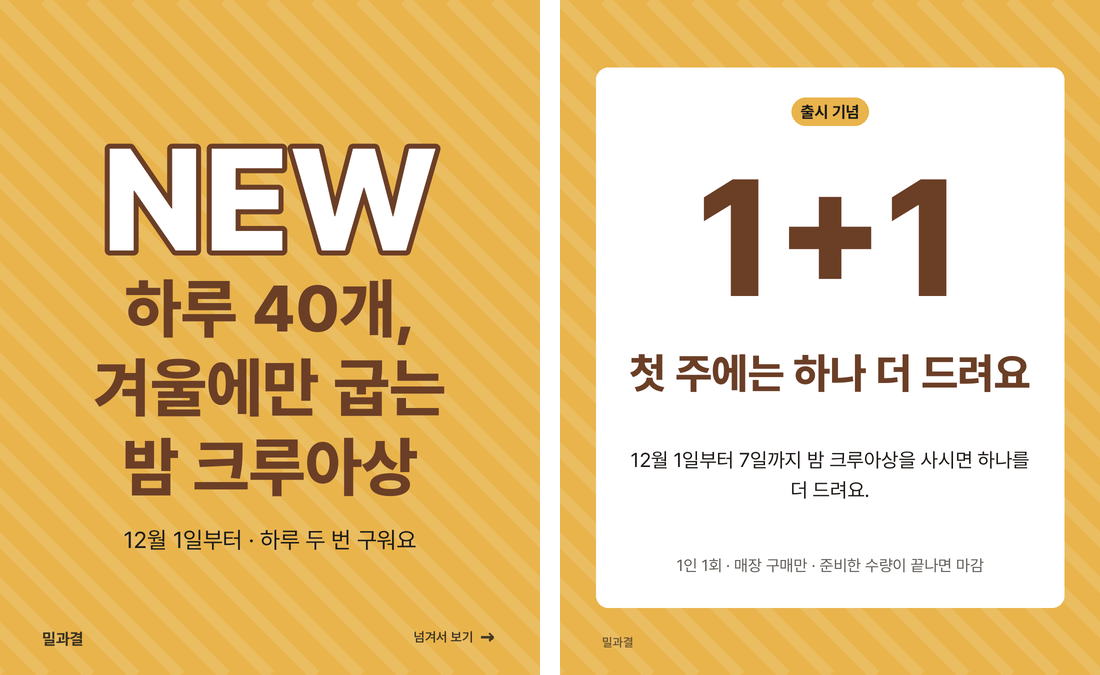 NEW
하루 40개,
겨울에만 굽는
밤 크루아상
12월 1일부터 · 하루 두 번 구워요
밀과결
넘겨서 보기 →
출시 기념
1+1
첫 주에는 하나 더 드려요
12월 1일부터 7일까지 밤 크루아상을 사시면 하나를
더 드려요.
1인 1회 · 매장 구매만 · 준비한 수량이 끝나면 마감
밀과결